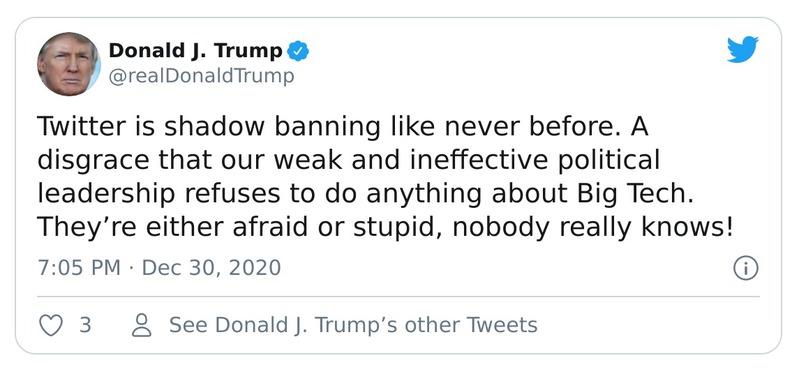 Donald J. Trump
@realDonaldTrump
Twitter is shadow banning like never before. A
disgrace that our weak and ineffective political
leadership refuses to do anything about Big Tech.
They’re either afraid or stupid, nobody really knows!
7:05 PM · Dec 30, 2020
3
See Donald J. Trump’s other Tweets